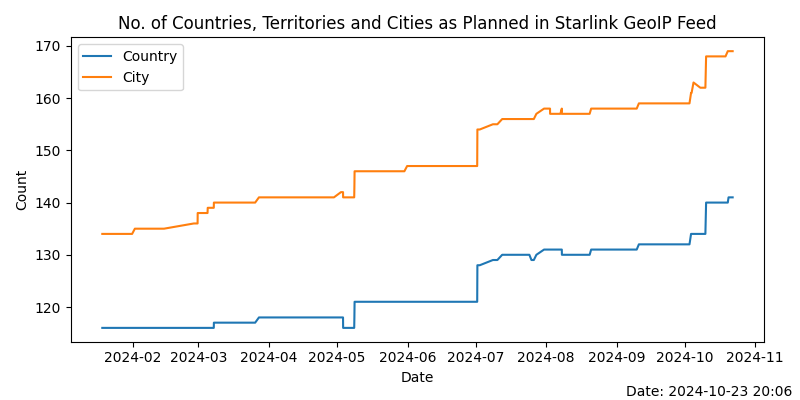 No. of Countries, Territories and Cities as Planned in Starlink GeoIP Feed
Country
City
Count
170
160
150
140
130
120
2024-02 2024-03 2024-04 2024-05 2024-06 2024-07 2024-08 2024-09 2024-10 2024-11
Date
Date: 2024-10-23 20:06